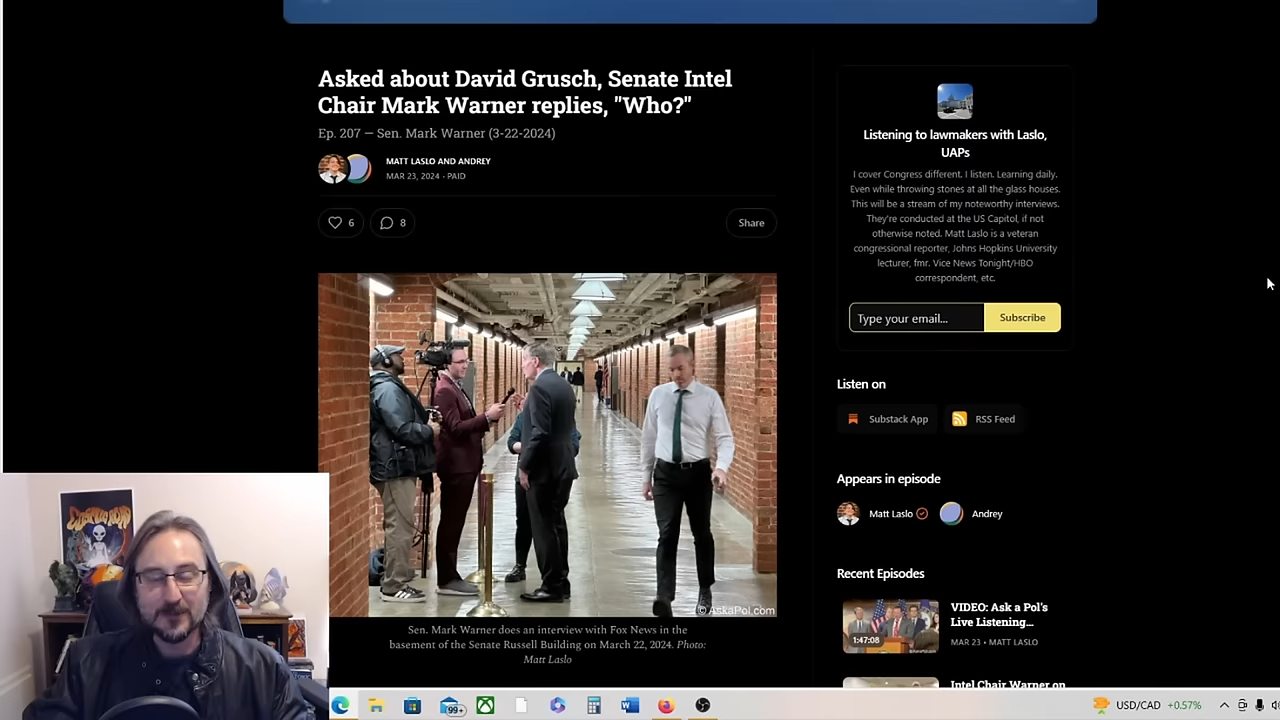 Asked about David Grusch, Senate Intel
Chair Mark Warner replies, "Who?"
Ep. 207 — Sen. Mark Warner (3-22-2024)
MATT LASLO AND ANDREY
MAR 23, 2024 ∙ PAID
6
8
Share
© AskaPol.com
Sen. Mark Warner does an interview with Fox News in the
basement of the Senate Russell Building on March 22, 2024. Photo:
Matt Laslo
Listening to lawmakers with Laslo,
UAPs
I cover Congress different. I listen. Learning daily.
Even while throwing stones at all the glass houses.
This will be a stream of my noteworthy interviews.
They're conducted at the US Capitol, if not
otherwise noted. Matt Laslo is a veteran
congressional reporter, Johns Hopkins University
lecturer, fmr. Vice News Tonight/HBO
correspondent, etc.
Type your email...
Subscribe
Listen on
Substack App
RSS Feed
Appears in episode
Matt Laslo
Andrey
Recent Episodes
VIDEO: Ask a Pol's
Live Listening...
MAR 23 • MATT LASLO
1:47:08
Intel Chair Warner on
99+
USD/CAD +0.57%